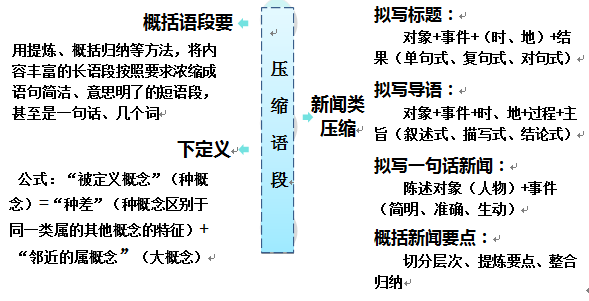 概括语段要
用提炼、概括归纳等方法，将内
容丰富的长语段按照要求浓缩成
语句简洁、意思明了的短语段，
甚至是一句话、几个词
下定义
公式：“被定义概念”（种概
念）=“种差”（种概念区别于
同一类属的其他概念的特征）+
“邻近的属概念”（大概念）
压
缩
语
段
新闻类
压缩
拟写标题：
对象+事件+（时、地）+结
果（单句式、复句式、对句式）
拟写导语：
对象+事件+时、地+过程+主
旨（叙述式、描写式、结论式）
拟写一句话新闻：
陈述对象（人物）+事件
（简明、准确、生动）
概括新闻要点：
切分层次、提炼要点、整合
归纳